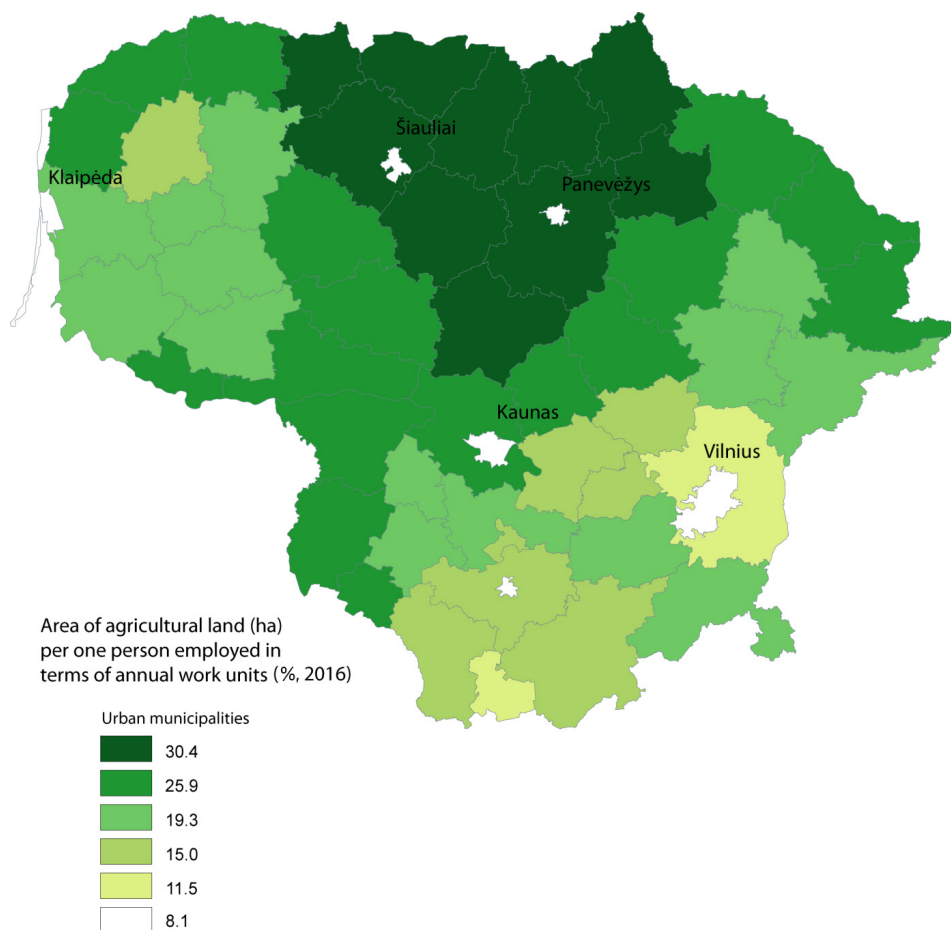 Šiauliai
Klaipėda
Panevėžys
Kaunas
Vilnius
Area of agricultural land (ha)
per one person employed in
terms of annual work units (%, 2016)
Urban municipalities
30.4
25.9
19.3
15.0
11.5
8.1